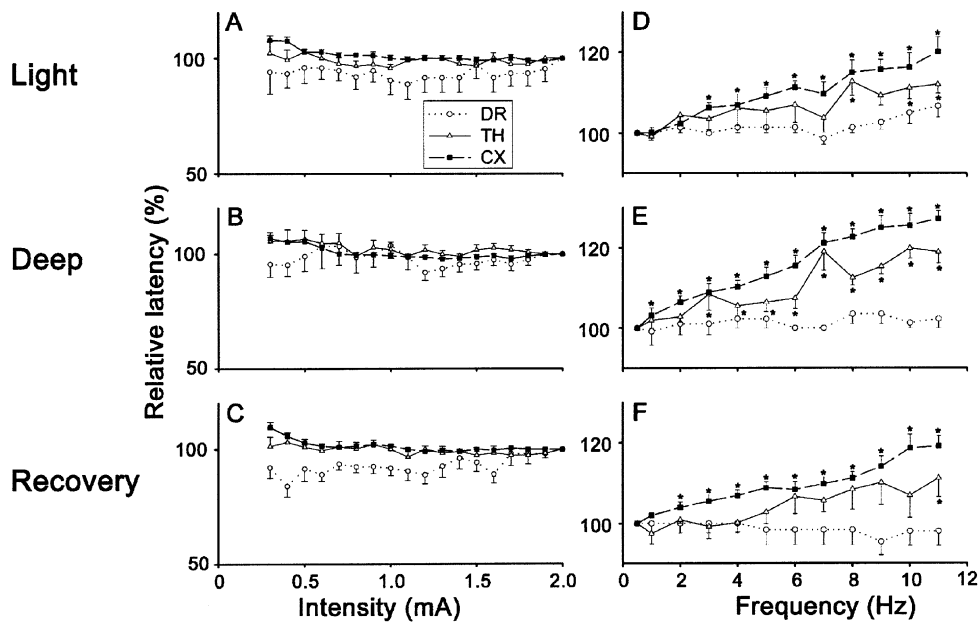 Light
Deep
Recovery
Relative latency (%)
A
100
50
DR
TH
CX
B
100
50
C
100
50
0
0.5
1.0
1.5
2.0
Intensity (mA)
D
120
100
* * * * * * * * *
* * *
E
120
100
* * * * * * * * * * *
* * * * * * * * *
F
120
100
* * * * * * * * * *
*
0
2
4
6
8
10
12
Frequency (Hz)